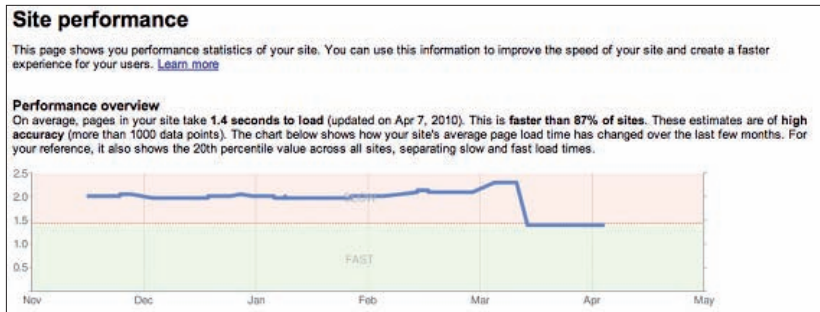 Site performance
This page shows you performance statistics of your site. You can use this information to improve the speed of your site and create a faster
experience for your users. Learn more
Performance overview
On average, pages in your site take 1.4 seconds to load (updated on Apr 7, 2010). This is faster than 87% of sites. These estimates are of high
accuracy (more than 1000 data points). The chart below shows how your site's average page load time has changed over the last few months. For
your reference, it also shows the 20th percentile value across all sites, separating slow and fast load times.
2.5
2.0
SLOW
1.5
1.0
FAST
0.5
Nov Dec Jan Feb Mar Apr May